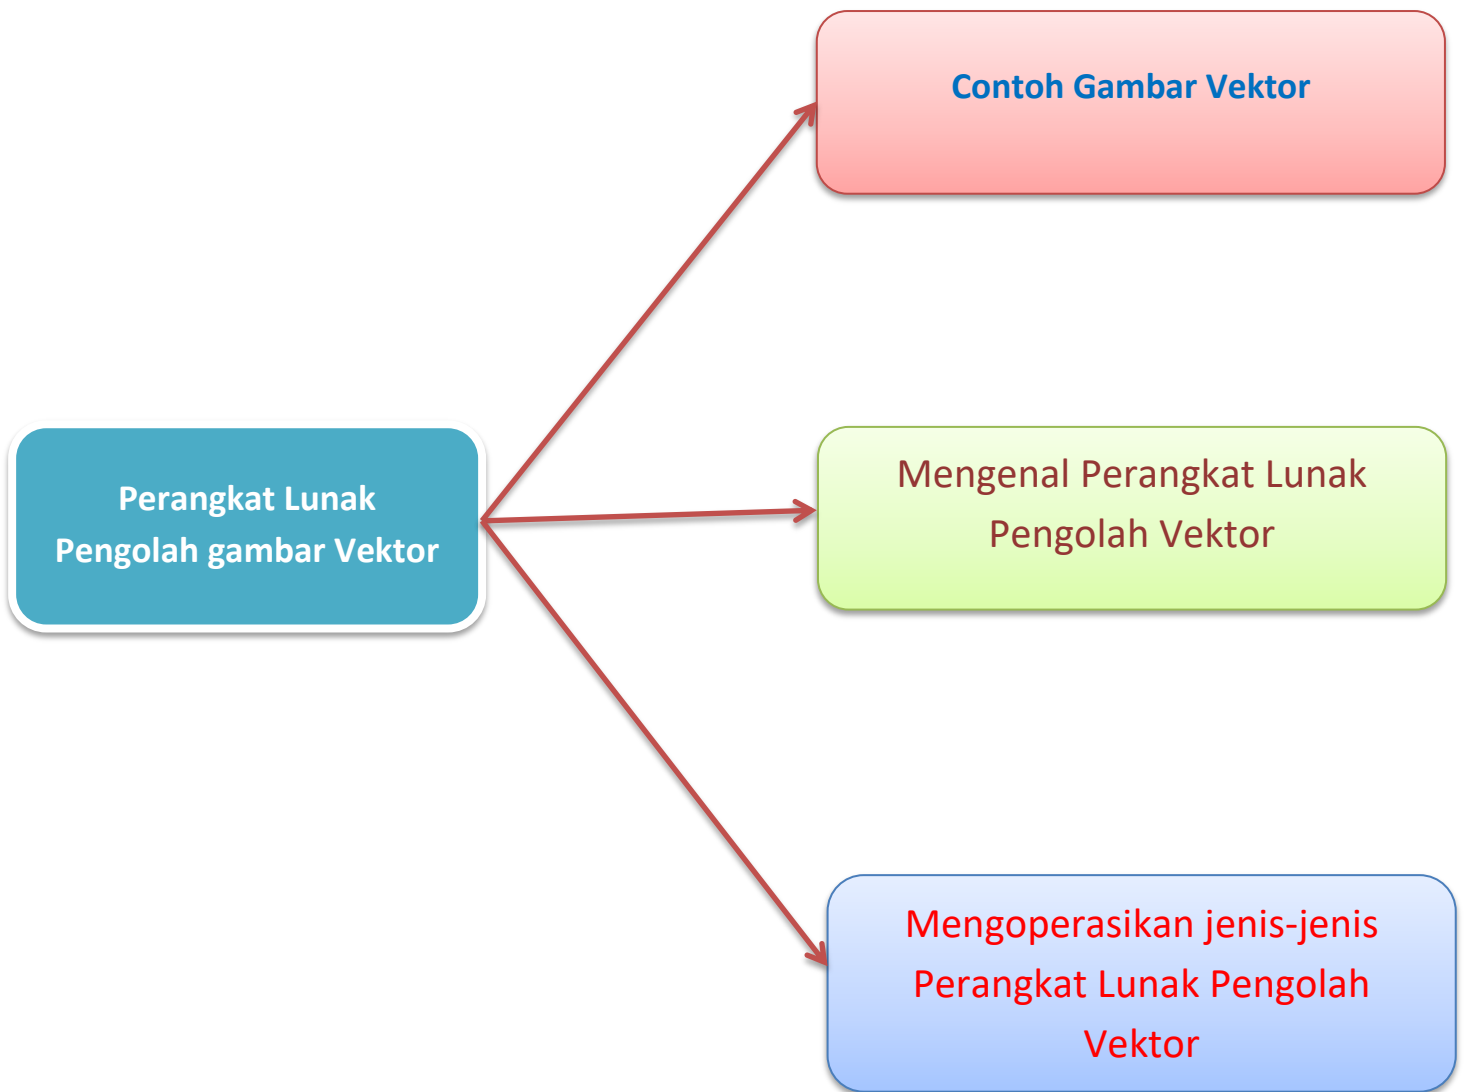 Contoh Gambar Vektor
Perangkat Lunak
Pengolah gambar Vektor
Mengenal Perangkat Lunak
Pengolah Vektor
Mengoperasikan jenis-jenis
Perangkat Lunak Pengolah
Vektor